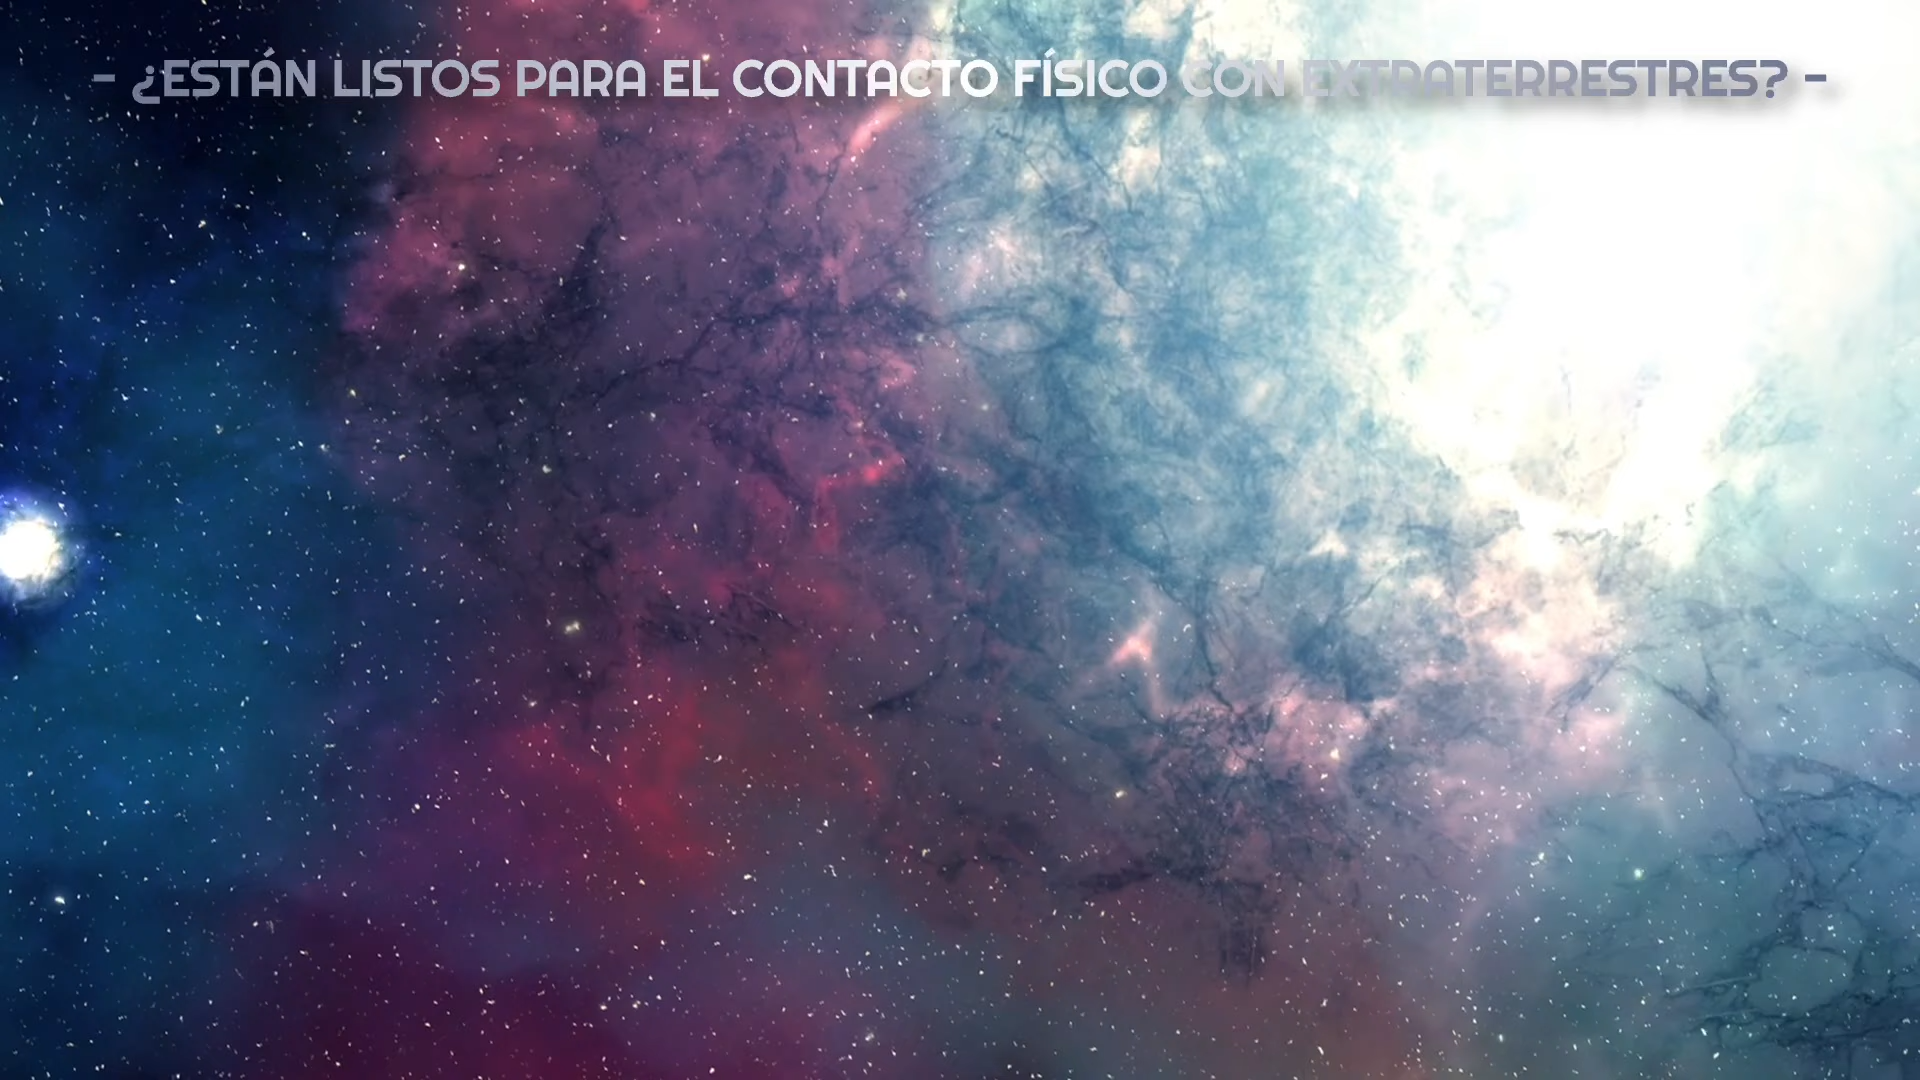 - ¿ESTÁN LISTOS PARA EL CONTACTO FÍSICO CON EXTRATERRESTRES? -